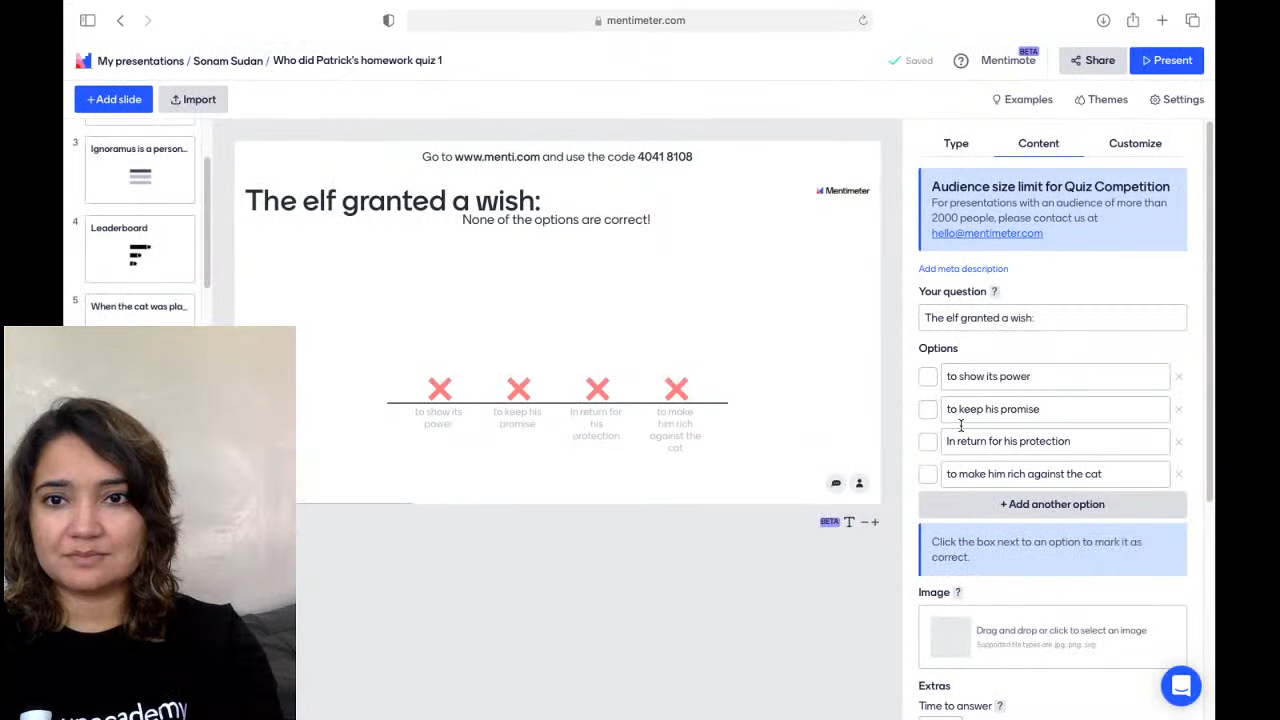 mentimeter.com
My presentations / Sonam Sudan / Who did Patrick's homework quiz 1
Saved
?
Mentimote
BETA
Share
Present
+Add slide
Import
Examples
Themes
Settings
3
Ignoramus is a person...
4
Leaderboard
5
When the cat was pla...
Go to www.menti.com and use the code 4041 8108
The elf granted a wish:
Mentimeter
None of the options are correct!
to show its
power
to keep his
promise
In return for
his
protection
to make
him rich
against the
cat
BETA T − +
Type
Content
Customize
Audience size limit for Quiz Competition
For presentations with an audience of more than
2000 people, please contact us at
hello@mentimeter.com
Add meta description
Your question ?
The elf granted a wish:
Options
to show its power
to keep his promise
In return for his protection
to make him rich against the cat
+ Add another option
Click the box next to an option to mark it as
correct.
Image ?
Drag and drop or click to select an image
Supported file types are jpg, png, svg
Extras
Time to answer ?